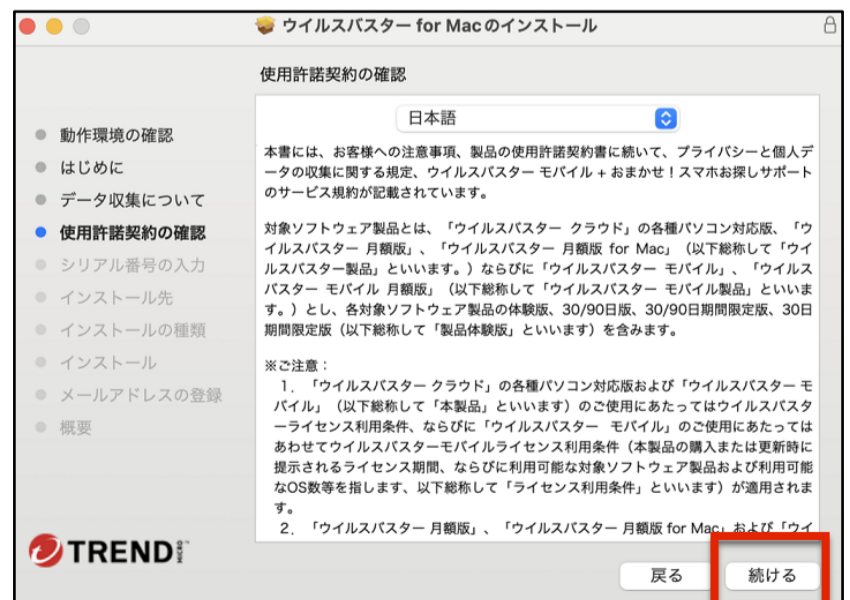 ウイルスバスター for Mac のインストール
使用許諾契約の確認
動作環境の確認
はじめに
データ収集について
使用許諾契約の確認
シリアル番号の入力
インストール先
インストールの種類
インストール
メールアドレスの登録
概要
日本語
本書には、お客様への注意事項、製品の使用許諾契約書に続いて、プライバシーと個人デ
ータの収集に関する規定、ウイルスバスター モバイル + おまかせ！スマホお探しサポート
のサービス規約が記載されています。
対象ソフトウェア製品とは、「ウイルスバスター クラウド」の各種パソコン対応版、「ウ
イルスバスター 月額版」、「ウイルスバスター 月額版 for Mac」（以下総称して「ウイ
ルスバスター製品」といいます。）ならびに「ウイルスバスター モバイル」、「ウイルス
バスター モバイル 月額版」（以下総称して「ウイルスバスター モバイル製品」といいま
す。）とし、各対象ソフトウェア製品の体験版、30/90日版、30/90日期間限定版、30日
期間限定版（以下総称して「製品体験版」といいます）を含みます。
※ご注意：
1．「ウイルスバスター クラウド」の各種パソコン対応版および「ウイルスバスター モ
バイル」（以下総称して「本製品」といいます）のご使用にあたってはウイルスバスタ
ーライセンス利用条件、ならびに「ウイルスバスター モバイル」のご使用にあたっては
あわせてウイルスバスターモバイルライセンス利用条件（本製品の購入または更新時に
提示されるライセンス期間、ならびに利用可能な対象ソフトウェア製品および利用可能
なOS数等を指します、以下総称して「ライセンス利用条件」といいます）が適用されま
す。
2．「ウイルスバスター 月額版」、「ウイルスバスター 月額版 for Mac」および「ウイ
TREND MICRO™
戻る
続ける